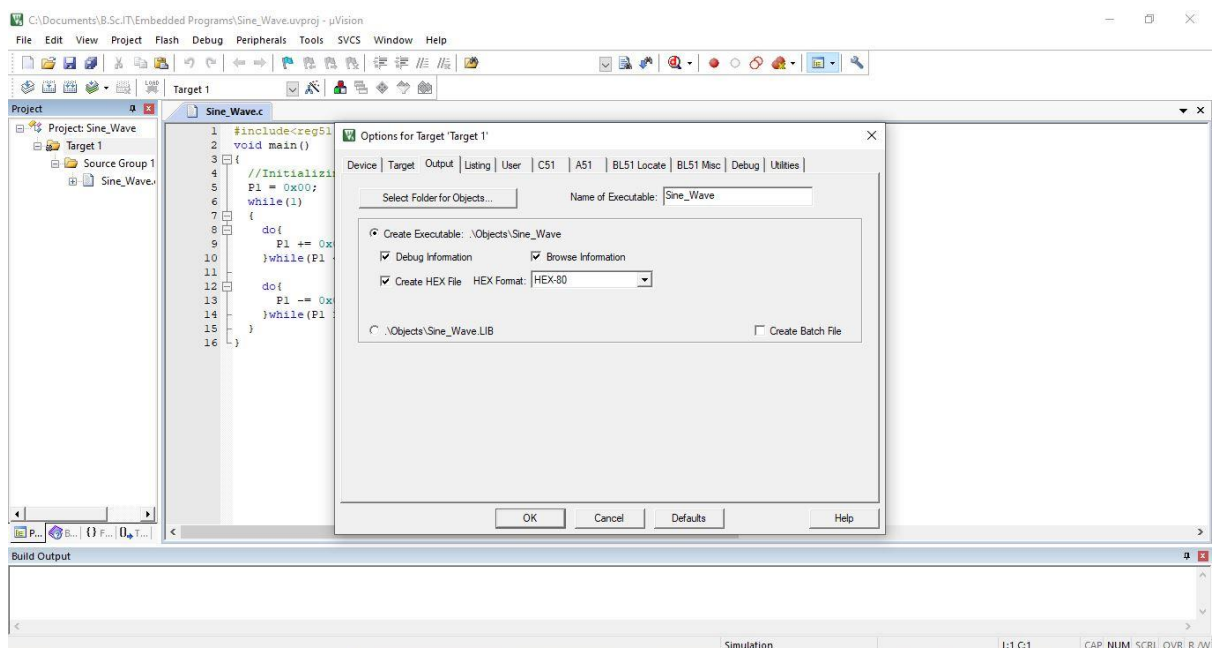 C:\Documents\B.Sc.IT\Embedded Programs\Sine_Wave.uvproj - µVision
File Edit View Project Flash Debug Peripherals Tools SVCS Window Help
Target 1
Project
Project: Sine_Wave
Target 1
Source Group 1
Sine_Wave.
Sine_Wave.c
1 #include<reg51
2 void main()
3 {
4 //Initializi
5 P1 = 0x00;
6 while(1)
7 {
8 do{
9 P1 += 0x
10 }while(P1
11
12 do{
13 P1 -= 0x
14 }while(P1
15 }
16 }
Options for Target 'Target 1'
Device Target Output Listing User C51 A51 BL51 Locate BL51 Misc Debug Utilities
Select Folder for Objects... Name of Executable: Sine_Wave
Create Executable: .\Objects\Sine_Wave
Debug Information Browse Information
Create HEX File HEX Format: HEX-80
.\Objects\Sine_Wave.LIB Create Batch File
OK Cancel Defaults Help
P... B... {} F... 0 T...
Build Output
Simulation L:1 C:1 CAP NUM SCRL OVR R/W